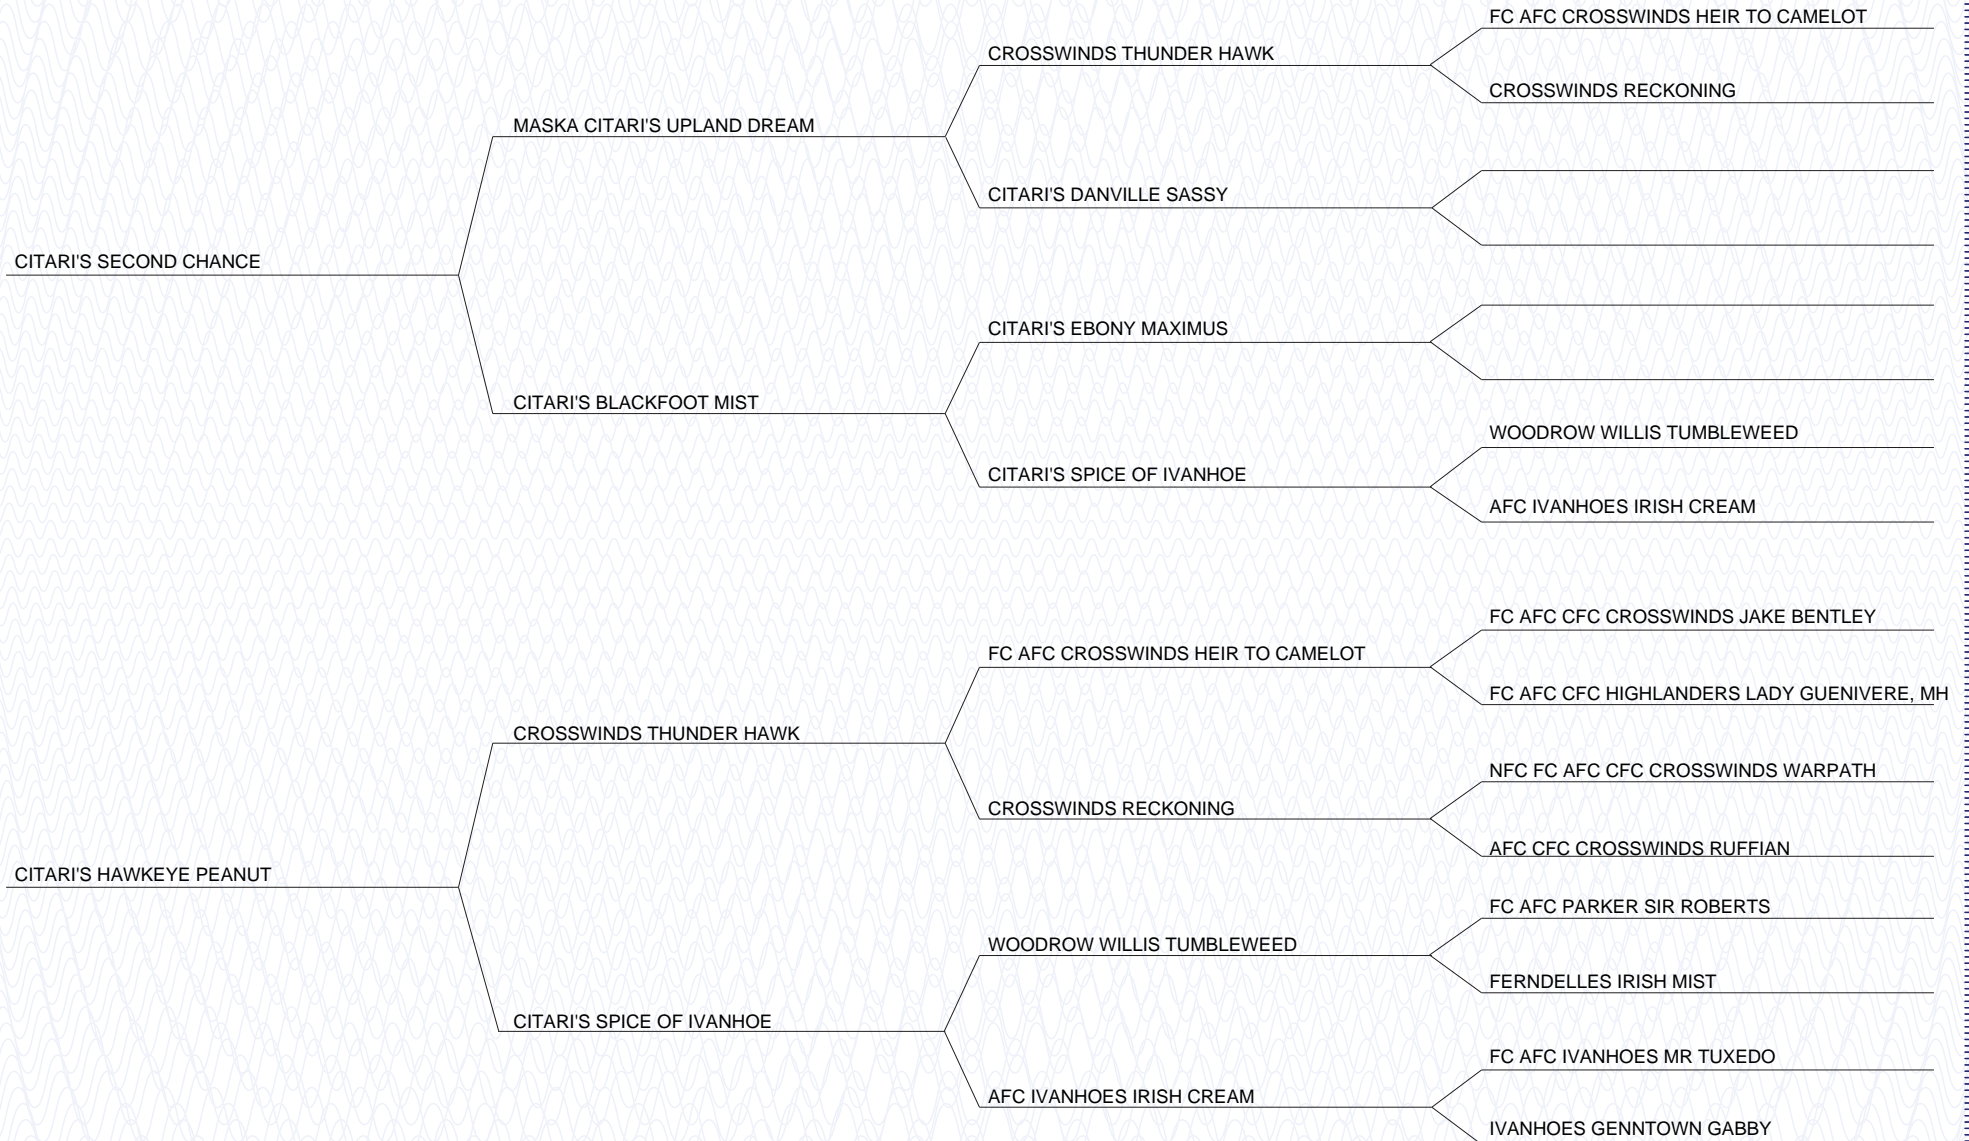 FC AFC CROSSWINDS HEIR TO CAMELOT
CROSSWINDS THUNDER HAWK
CROSSWINDS RECKONING
MASKA CITARI'S UPLAND DREAM
CITARI'S DANVILLE SASSY
CITARI'S SECOND CHANCE
CITARI'S EBONY MAXIMUS
CITARI'S BLACKFOOT MIST
WOODROW WILLIS TUMBLEWEED
CITARI'S SPICE OF IVANHOE
AFC IVANHOES IRISH CREAM
FC AFC CFC CROSSWINDS JAKE BENTLEY
FC AFC CROSSWINDS HEIR TO CAMELOT
FC AFC CFC HIGHLANDERS LADY GUENIVERE, MH
CROSSWINDS THUNDER HAWK
NFC FC AFC CFC CROSSWINDS WARPATH
CROSSWINDS RECKONING
AFC CFC CROSSWINDS RUFFIAN
CITARI'S HAWKEYE PEANUT
FC AFC PARKER SIR ROBERTS
WOODROW WILLIS TUMBLEWEED
FERNDELLES IRISH MIST
CITARI'S SPICE OF IVANHOE
FC AFC IVANHOES MR TUXEDO
AFC IVANHOES IRISH CREAM
IVANHOES GENNTOWN GABBY